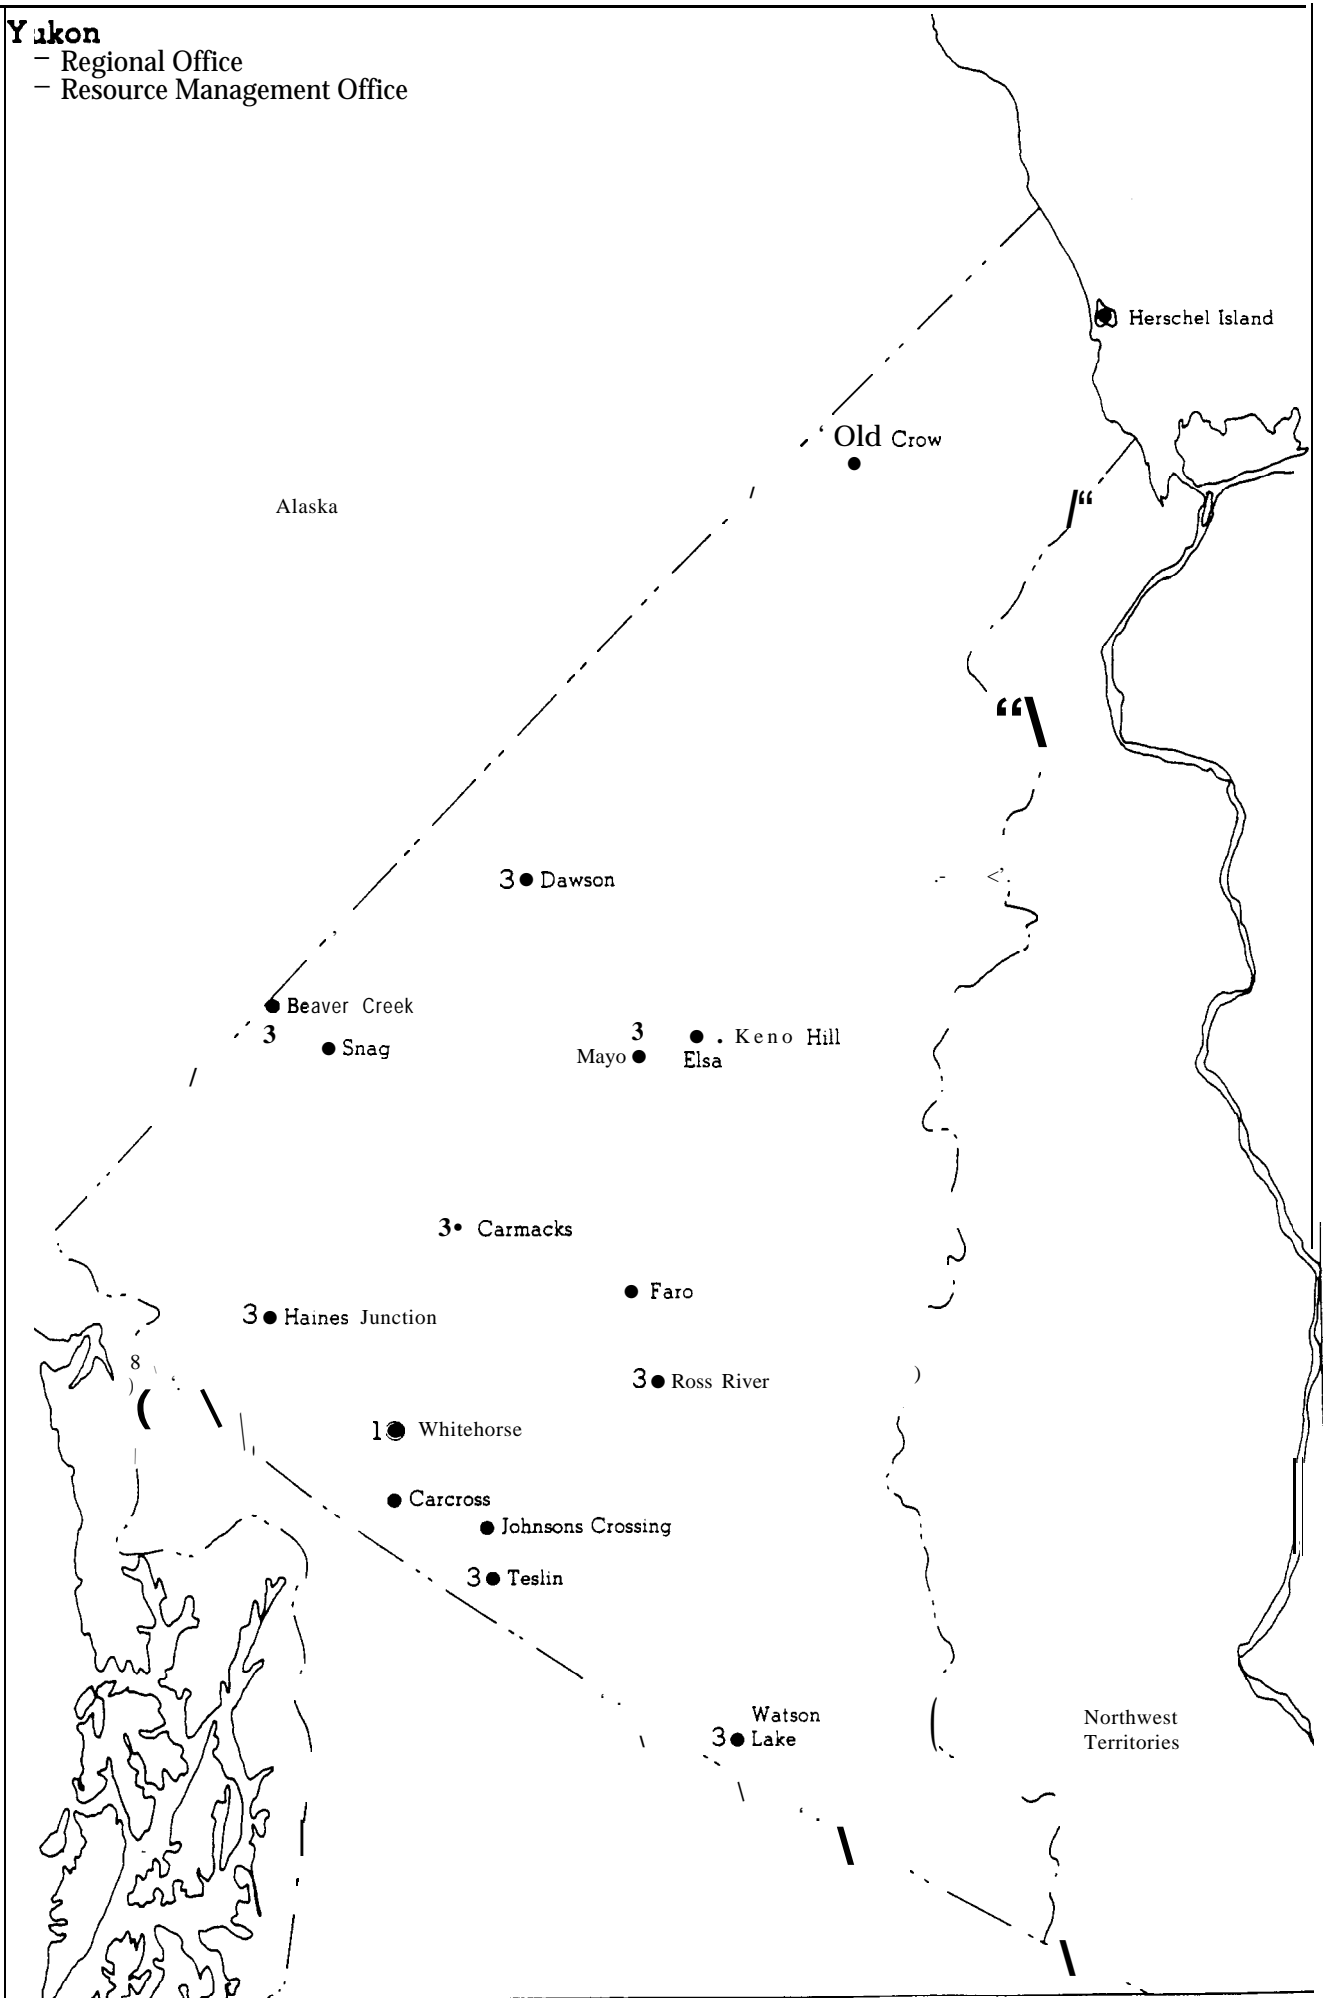 Yukon
– Regional Office
– Resource Management Office
Herschel Island
Old Crow
Alaska
3 Dawson
Beaver Creek
3
Snag
3
Mayo
Elsa
Keno Hill
3 Carmacks
Faro
3 Haines Junction
8
3 Ross River
1 Whitehorse
Carcross
Johnsons Crossing
3 Teslin
Watson
3 Lake
Northwest
Territories